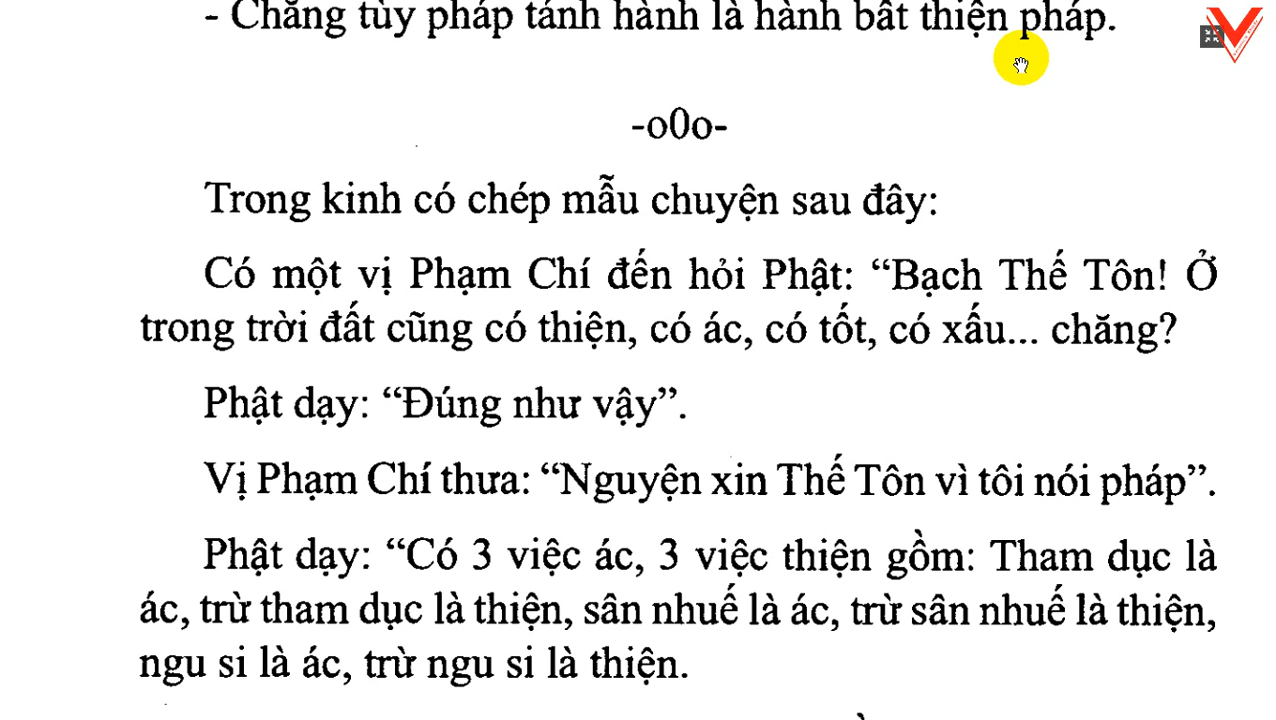 - Chẳng tùy pháp tánh hành là hành bất thiện pháp.
-o0o-
Trong kinh có chép mẫu chuyện sau đây:
Có một vị Phạm Chí đến hỏi Phật: “Bạch Thế Tôn! Ở
trong trời đất cũng có thiện, có ác, có tốt, có xấu... chăng?
Phật dạy: “Đúng như vậy”.
Vị Phạm Chí thưa: “Nguyện xin Thế Tôn vì tôi nói pháp”.
Phật dạy: “Có 3 việc ác, 3 việc thiện gồm: Tham dục là
ác, trừ tham dục là thiện, sân nhuế là ác, trừ sân nhuế là thiện,
ngu si là ác, trừ ngu si là thiện.